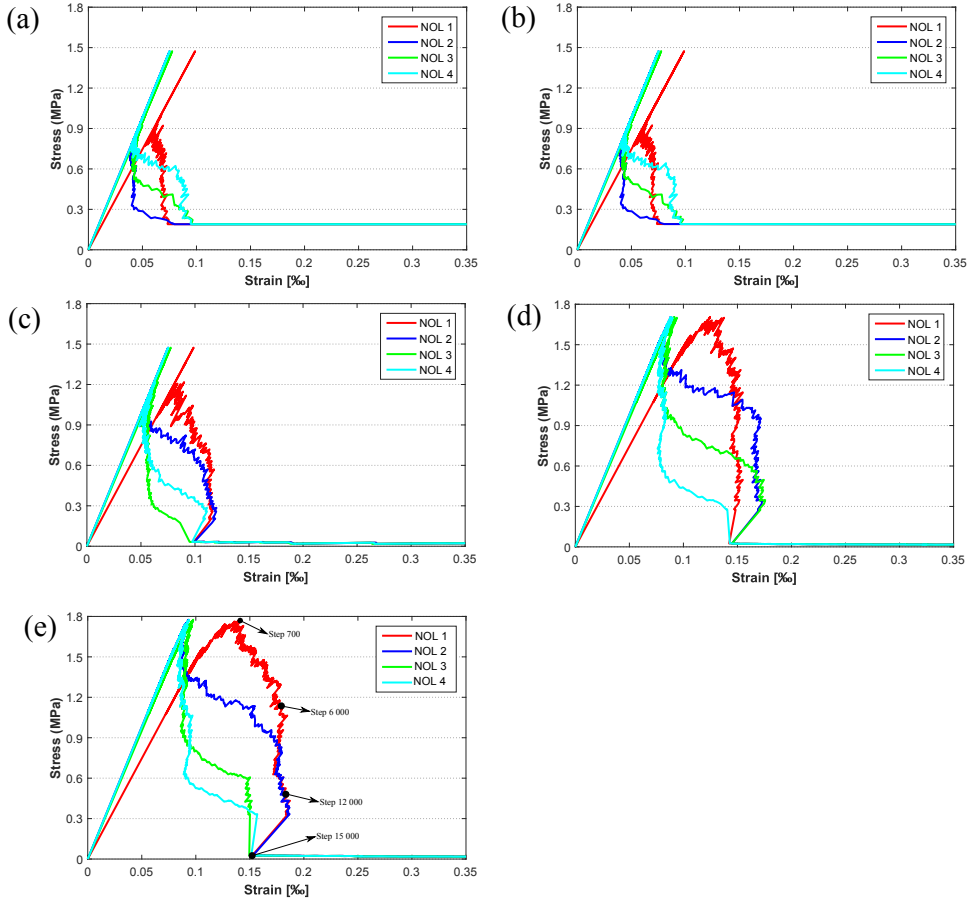 (a)
Stress (MPa)
1.8
1.5
1.2
0.9
0.6
0.3
0
NOL 1
NOL 2
NOL 3
NOL 4
0 0.05 0.1 0.15 0.2 0.25 0.3 0.35
Strain [‰]
(b)
Stress (MPa)
1.8
1.5
1.2
0.9
0.6
0.3
0
NOL 1
NOL 2
NOL 3
NOL 4
0 0.05 0.1 0.15 0.2 0.25 0.3 0.35
Strain [‰]
(c)
Stress (MPa)
1.8
1.5
1.2
0.9
0.6
0.3
0
NOL 1
NOL 2
NOL 3
NOL 4
0 0.05 0.1 0.15 0.2 0.25 0.3 0.35
Strain [‰]
(d)
Stress (MPa)
1.8
1.5
1.2
0.9
0.6
0.3
0
NOL 1
NOL 2
NOL 3
NOL 4
0 0.05 0.1 0.15 0.2 0.25 0.3 0.35
Strain [‰]
(e)
Stress (MPa)
1.8
1.5
1.2
0.9
0.6
0.3
0
NOL 1
NOL 2
NOL 3
NOL 4
Step 700
Step 6 000
Step 12 000
Step 15 000
0 0.05 0.1 0.15 0.2 0.25 0.3 0.35
Strain [‰]